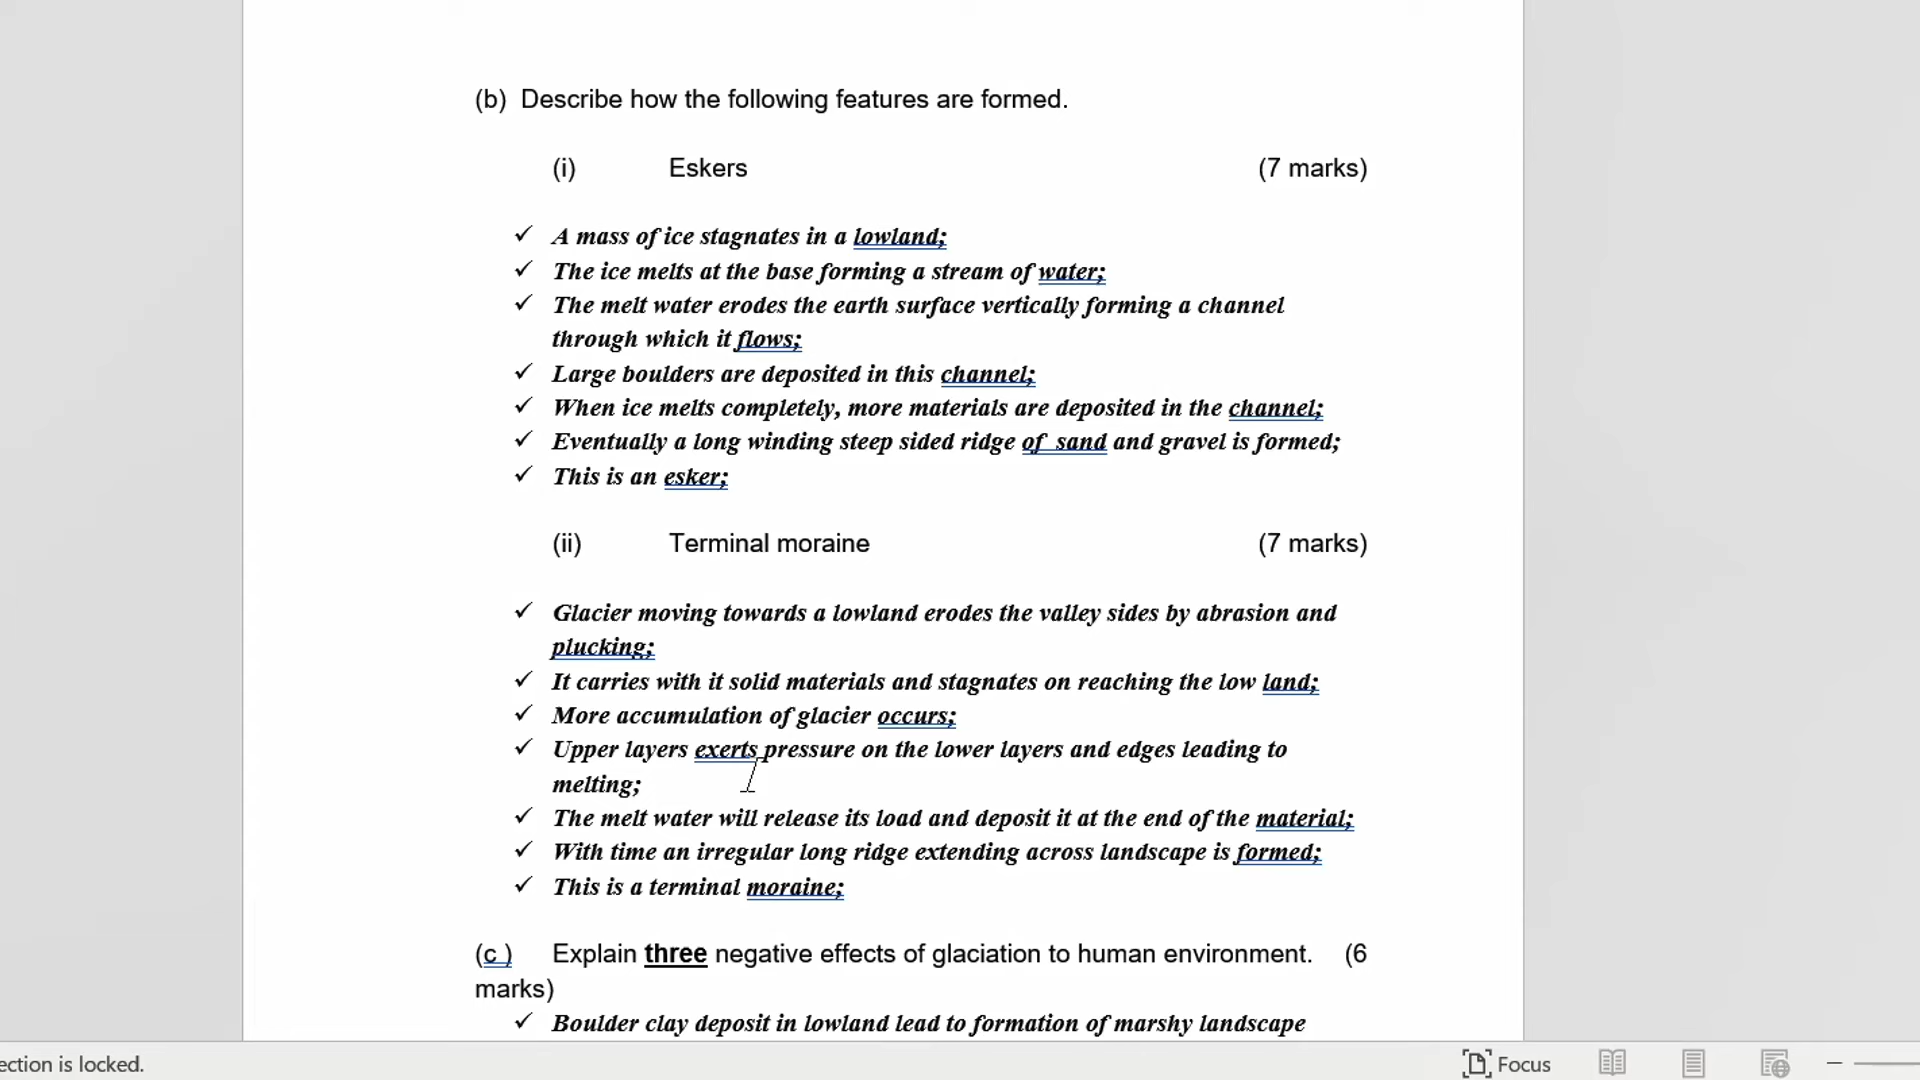 (b) Describe how the following features are formed.
(i) Eskers (7 marks)
✓ A mass of ice stagnates in a lowland;
✓ The ice melts at the base forming a stream of water;
✓ The melt water erodes the earth surface vertically forming a channel
through which it flows;
✓ Large boulders are deposited in this channel;
✓ When ice melts completely, more materials are deposited in the channel;
✓ Eventually a long winding steep sided ridge of sand and gravel is formed;
✓ This is an esker;
(ii) Terminal moraine (7 marks)
✓ Glacier moving towards a lowland erodes the valley sides by abrasion and
plucking;
✓ It carries with it solid materials and stagnates on reaching the low land;
✓ More accumulation of glacier occurs;
✓ Upper layers exerts pressure on the lower layers and edges leading to
melting;
✓ The melt water will release its load and deposit it at the end of the material;
✓ With time an irregular long ridge extending across landscape is formed;
✓ This is a terminal moraine;
(c ) Explain three negative effects of glaciation to human environment. (6
marks)
✓ Boulder clay deposit in lowland lead to formation of marshy landscape
ection is locked. Focus